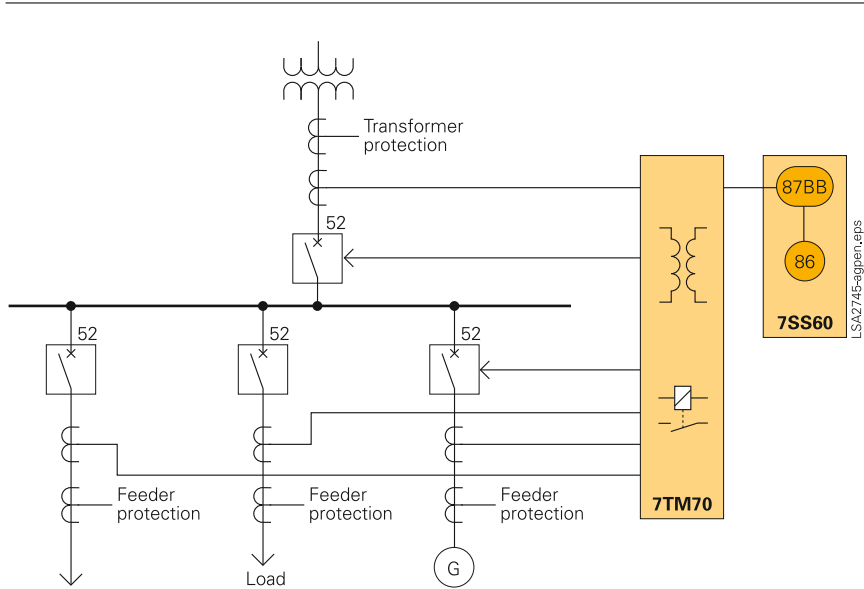 Transformer
protection
52
87BB
86
7SS60
LSA2745-agpen.eps
52
52
52
7TM70
Feeder
protection
Feeder
protection
Feeder
protection
Load
G